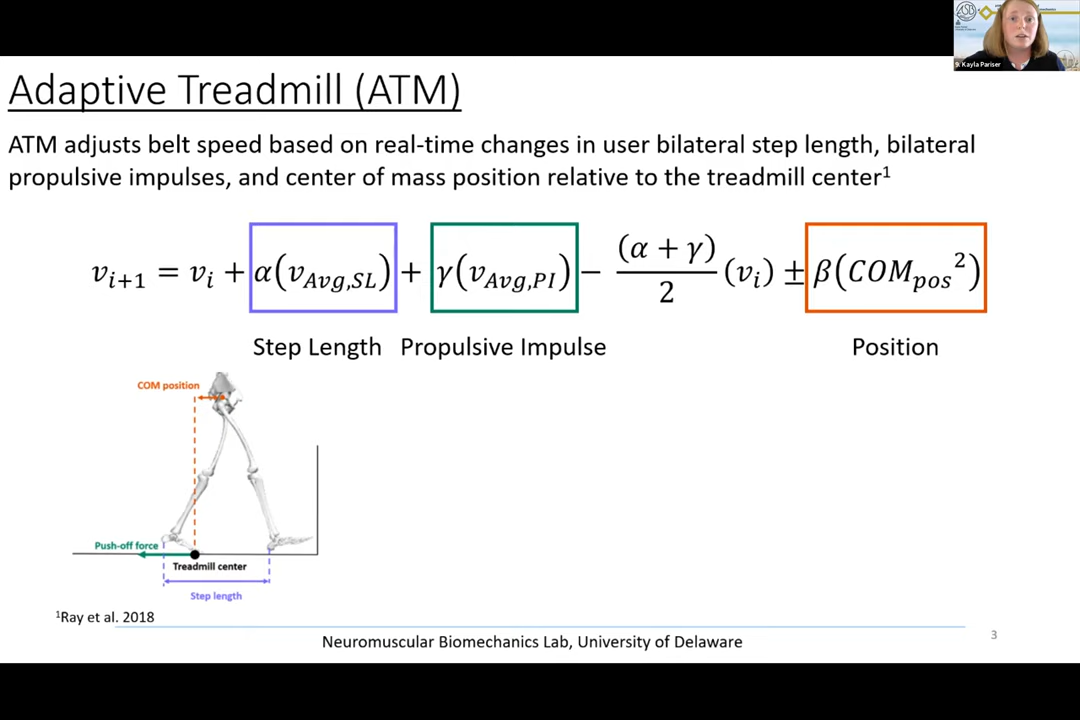 ASB
9. Kayla Pariser
Adaptive Treadmill (ATM)
ATM adjusts belt speed based on real-time changes in user bilateral step length, bilateral
propulsive impulses, and center of mass position relative to the treadmill center¹
v_{i+1} = v_i + α(v_{Avg,SL}) + γ(v_{Avg,PI}) − (α + γ)/2 (v_i) ± β(COM_{pos}²)
Step Length Propulsive Impulse Position
COM position
Push-off force
Treadmill center
Step length
¹Ray et al. 2018
Neuromuscular Biomechanics Lab, University of Delaware
3